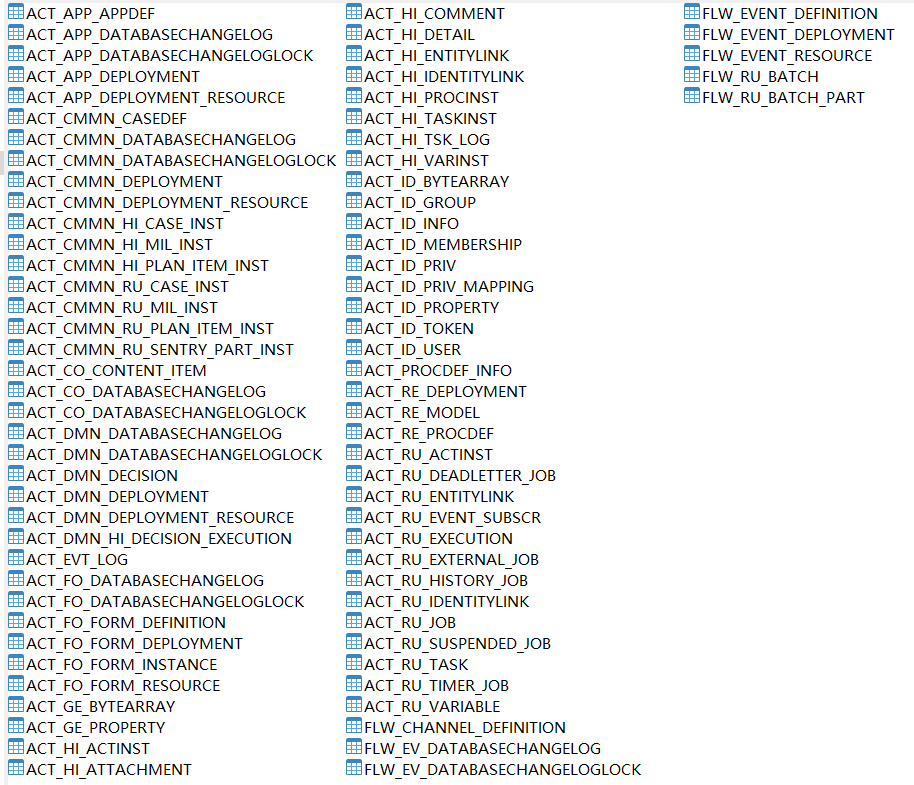 ACT_APP_APPDEF
ACT_APP_DATABASECHANGELOG
ACT_APP_DATABASECHANGELOGLOCK
ACT_APP_DEPLOYMENT
ACT_APP_DEPLOYMENT_RESOURCE
ACT_CMMN_CASEDEF
ACT_CMMN_DATABASECHANGELOG
ACT_CMMN_DATABASECHANGELOGLOCK
ACT_CMMN_DEPLOYMENT
ACT_CMMN_DEPLOYMENT_RESOURCE
ACT_CMMN_HI_CASE_INST
ACT_CMMN_HI_MIL_INST
ACT_CMMN_HI_PLAN_ITEM_INST
ACT_CMMN_RU_CASE_INST
ACT_CMMN_RU_MIL_INST
ACT_CMMN_RU_PLAN_ITEM_INST
ACT_CMMN_RU_SENTRY_PART_INST
ACT_CO_CONTENT_ITEM
ACT_CO_DATABASECHANGELOG
ACT_CO_DATABASECHANGELOGLOCK
ACT_DMN_DATABASECHANGELOG
ACT_DMN_DATABASECHANGELOGLOCK
ACT_DMN_DECISION
ACT_DMN_DEPLOYMENT
ACT_DMN_DEPLOYMENT_RESOURCE
ACT_DMN_HI_DECISION_EXECUTION
ACT_EVT_LOG
ACT_FO_DATABASECHANGELOG
ACT_FO_DATABASECHANGELOGLOCK
ACT_FO_FORM_DEFINITION
ACT_FO_FORM_DEPLOYMENT
ACT_FO_FORM_INSTANCE
ACT_FO_FORM_RESOURCE
ACT_GE_BYTEARRAY
ACT_GE_PROPERTY
ACT_HI_ACTINST
ACT_HI_ATTACHMENT
ACT_HI_COMMENT
ACT_HI_DETAIL
ACT_HI_ENTITYLINK
ACT_HI_IDENTITYLINK
ACT_HI_PROCINST
ACT_HI_TASKINST
ACT_HI_TSK_LOG
ACT_HI_VARINST
ACT_ID_BYTEARRAY
ACT_ID_GROUP
ACT_ID_INFO
ACT_ID_MEMBERSHIP
ACT_ID_PRIV
ACT_ID_PRIV_MAPPING
ACT_ID_PROPERTY
ACT_ID_TOKEN
ACT_ID_USER
ACT_PROCDEF_INFO
ACT_RE_DEPLOYMENT
ACT_RE_MODEL
ACT_RE_PROCDEF
ACT_RU_ACTINST
ACT_RU_DEADLETTER_JOB
ACT_RU_ENTITYLINK
ACT_RU_EVENT_SUBSCR
ACT_RU_EXECUTION
ACT_RU_EXTERNAL_JOB
ACT_RU_HISTORY_JOB
ACT_RU_IDENTITYLINK
ACT_RU_JOB
ACT_RU_SUSPENDED_JOB
ACT_RU_TASK
ACT_RU_TIMER_JOB
ACT_RU_VARIABLE
FLW_CHANNEL_DEFINITION
FLW_EV_DATABASECHANGELOG
FLW_EV_DATABASECHANGELOGLOCK
FLW_EVENT_DEFINITION
FLW_EVENT_DEPLOYMENT
FLW_EVENT_RESOURCE
FLW_RU_BATCH
FLW_RU_BATCH_PART